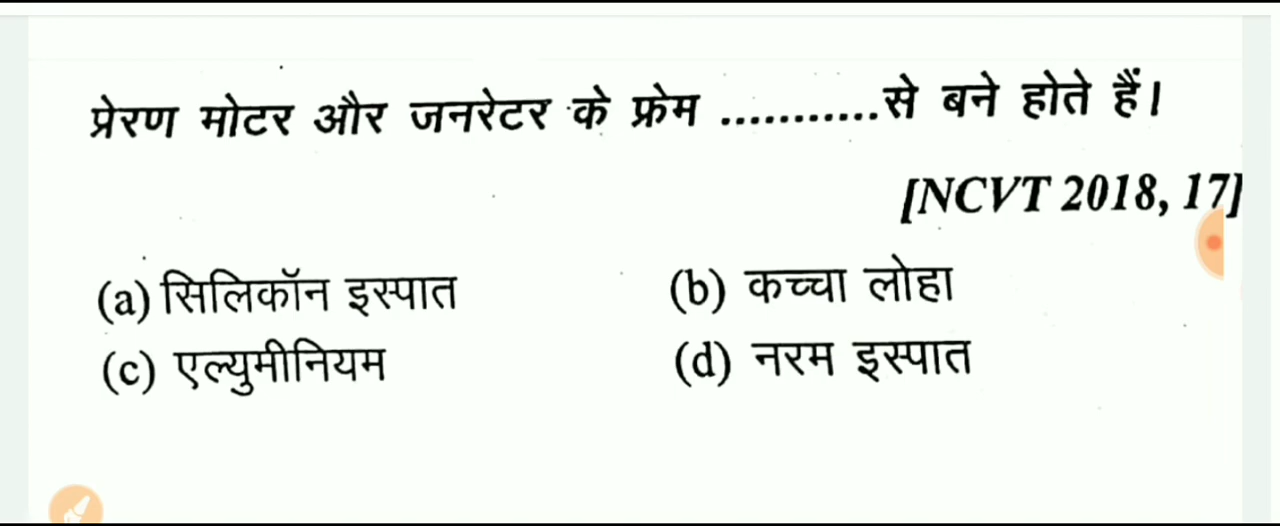 प्रेरण मोटर और जनरेटर के फ्रेम ...........से बने होते हैं।
[NCVT 2018, 17]
(a) सिलिकॉन इस्पात (b) कच्चा लोहा
(c) एल्युमीनियम (d) नरम इस्पात